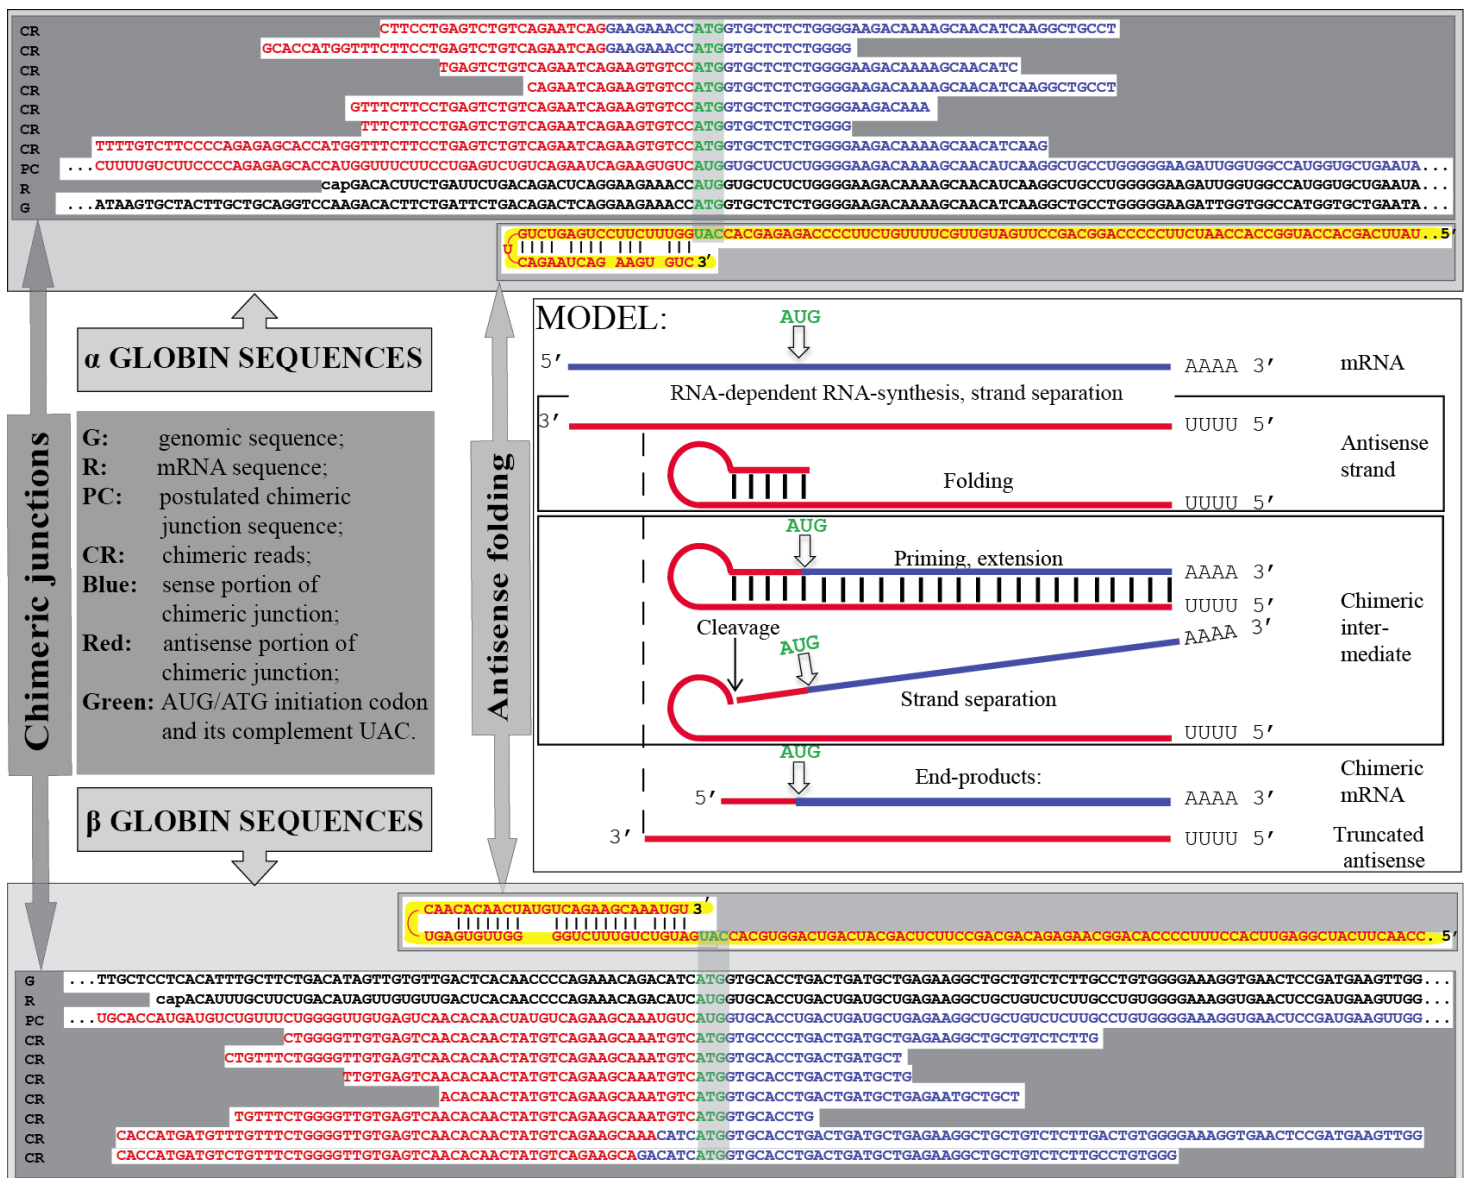 CR CTTCCTGAGTCTGTCAGAATCAGGAAGAAACCATGGTGCTCTCTGGGGAAGACAAAAGCAACATCAAGGCTGCCT
CR GCACCATGGTTTCTTCCTGAGTCTGTCAGAATCAGGAAGAAACCATGGTGCTCTCTGGGG
CR TGAGTCTGTCAGAATCAGAAGTGTCCATGGTGCTCTCTGGGGAAGACAAAAGCAACATC
CR CAGAATCAGAAGTGTCCATGGTGCTCTCTGGGGAAGACAAAAGCAACATCAAGGCTGCCT
CR GTTTCTTCCTGAGTCTGTCAGAATCAGAAGTGTCCATGGTGCTCTCTGGGGAAGACAAA
CR TTTCTTCCTGAGTCTGTCAGAATCAGAAGTGTCCATGGTGCTCTCTGGGG
CR TTTTGTCTTCCCCAGAGAGCACCATGGTTTCTTCCTGAGTCTGTCAGAATCAGAAGTGTCCATGGTGCTCTCTGGGGAAGACAAAAGCAACATCAAG
PC ...CUUUUGUCUUCCCCAGAGAGCACCAUGGUUUCUUCCUGAGUCUGUCAGAAUCAGAAGUGUCAUGGUGCUCUCUGGGGAAGACAAAAGCAACAUCAAGGCUGCCUGGGGGAAGAUUGGUGGCCAUGGUGCUGAAUA...
R capGACACUUCUGAUUCUGACAGACUCAGGAAGAAACCAUGGUGCUCUCUGGGGAAGACAAAAGCAACAUCAAGGCUGCCUGGGGGAAGAUUGGUGGCCAUGGUGCUGAAUA...
G ...ATAAGTGCTACTTGCTGCAGGTCCAAGACACTTCTGATTCTGACAGACTCAGGAAGAAACCATGGTGCTCTCTGGGGAAGACAAAAGCAACATCAAGGCTGCCTGGGGGAAGATTGGTGGCCATGGTGCTGAATA...
GUCUGAGUCCUUCUUUGGUACCACGAGAGACCCCUUCUGUUUUCGUUGUAGUUCCGACGGACCCCCUUCUAACCACCGGUACCACGACUUAU..5′
U
CAGAAUCAG AAGU GUC 3′
α GLOBIN SEQUENCES
Chimeric junctions
G: genomic sequence;
R: mRNA sequence;
PC: postulated chimeric
junction sequence;
CR: chimeric reads;
Blue: sense portion of
chimeric junction;
Red: antisense portion of
chimeric junction;
Green: AUG/ATG initiation codon
and its complement UAC.
β GLOBIN SEQUENCES
Antisense folding
MODEL:
AUG
5′ AAAA 3′ mRNA
RNA-dependent RNA-synthesis, strand separation
3′ UUUU 5′
Antisense
strand
Folding
UUUU 5′
AUG
Priming, extension
AAAA 3′
UUUU 5′
Chimeric
inter-
mediate
Cleavage
AUG
AAAA 3′
Strand separation
UUUU 5′
AUG
End-products:
5′ AAAA 3′
Chimeric
mRNA
3′ UUUU 5′
Truncated
antisense
CAACACAACUAUGUCAGAAGCAAAUGU 3′
UGAGUGUUGG GGUCUUUGUCUGUAGUACCACGUGGACUGACUACGACUCUUCCGACGACAGAGAACGGACACCCCUUUCCACUUGAGGCUACUUCAACC. 5′
G ...TTGCTCCTCACATTTGCTTCTGACATAGTTGTGTTGACTCACAACCCCAGAAACAGACATCATGGTGCACCTGACTGATGCTGAGAAGGCTGCTGTCTCTTGCCTGTGGGGAAAGGTGAACTCCGATGAAGTTGG...
R capACAUUUGCUUCUGACAUAGUUGUGUUGACUCACAACCCCAGAAACAGACAUCAUGGUGCACCUGACUGAUGCUGAGAAGGCUGCUGUCUCUUGCCUGUGGGGAAAGGUGAACUCCGAUGAAGUUGG...
PC ...UGCACCAUGAUGUCUGUUUCUGGGGUUGUGAGUCAACACAACUAUGUCAGAAGCAAAUGUCAUGGUGCACCUGACUGAUGCUGAGAAGGCUGCUGUCUCUUGCCUGUGGGGAAAGGUGAACUCCGAUGAAGUUGG...
CR CTGGGGTTGTGAGTCAACACAACTATGTCAGAAGCAAATGTCATGGTGCCCCTGACTGATGCTGAGAAGGCTGCTGTCTCTTG
CR CTGTTTCTGGGGTTGTGAGTCAACACAACTATGTCAGAAGCAAATGTCATGGTGCACCTGACTGATGCT
CR TTGTGAGTCAACACAACTATGTCAGAAGCAAATGTCATGGTGCACCTGACTGATGCTG
CR ACACAACTATGTCAGAAGCAAATGTCATGGTGCACCTGACTGATGCTGAGAATGCTGCT
CR TGTTTCTGGGGTTGTGAGTCAACACAACTATGTCAGAAGCAAATGTCATGGTGCACCTG
CR CACCATGATGTTTGTTTCTGGGGTTGTGAGTCAACACAACTATGTCAGAAGCAAACATCATGGTGCACCTGACTGATGCTGAGAAGGCTGCTGTCTCTTGACTGTGGGGAAAGGTGAACTCCGATGAAGTTGG
CR CACCATGATGTCTGTTTCTGGGGTTGTGAGTCAACACAACTATGTCAGAAGCAGACATCATGGTGCACCTGACTGATGCTGAGAAGGCTGCTGTCTCTTGCCTGTGGG